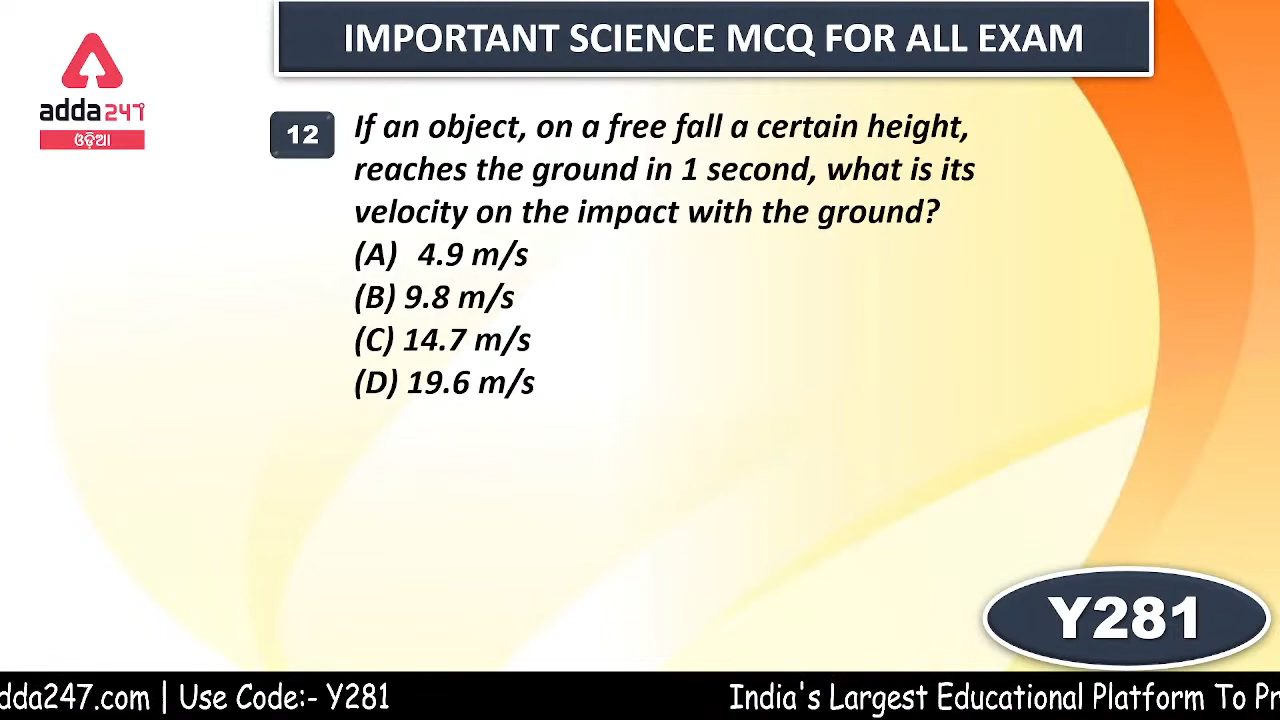 IMPORTANT SCIENCE MCQ FOR ALL EXAM
adda247
ଓଡ଼ିଆ
12
If an object, on a free fall a certain height,
reaches the ground in 1 second, what is its
velocity on the impact with the ground?
(A) 4.9 m/s
(B) 9.8 m/s
(C) 14.7 m/s
(D) 19.6 m/s
Y281
dda247.com | Use Code:- Y281
India's Largest Educational Platform To Pr